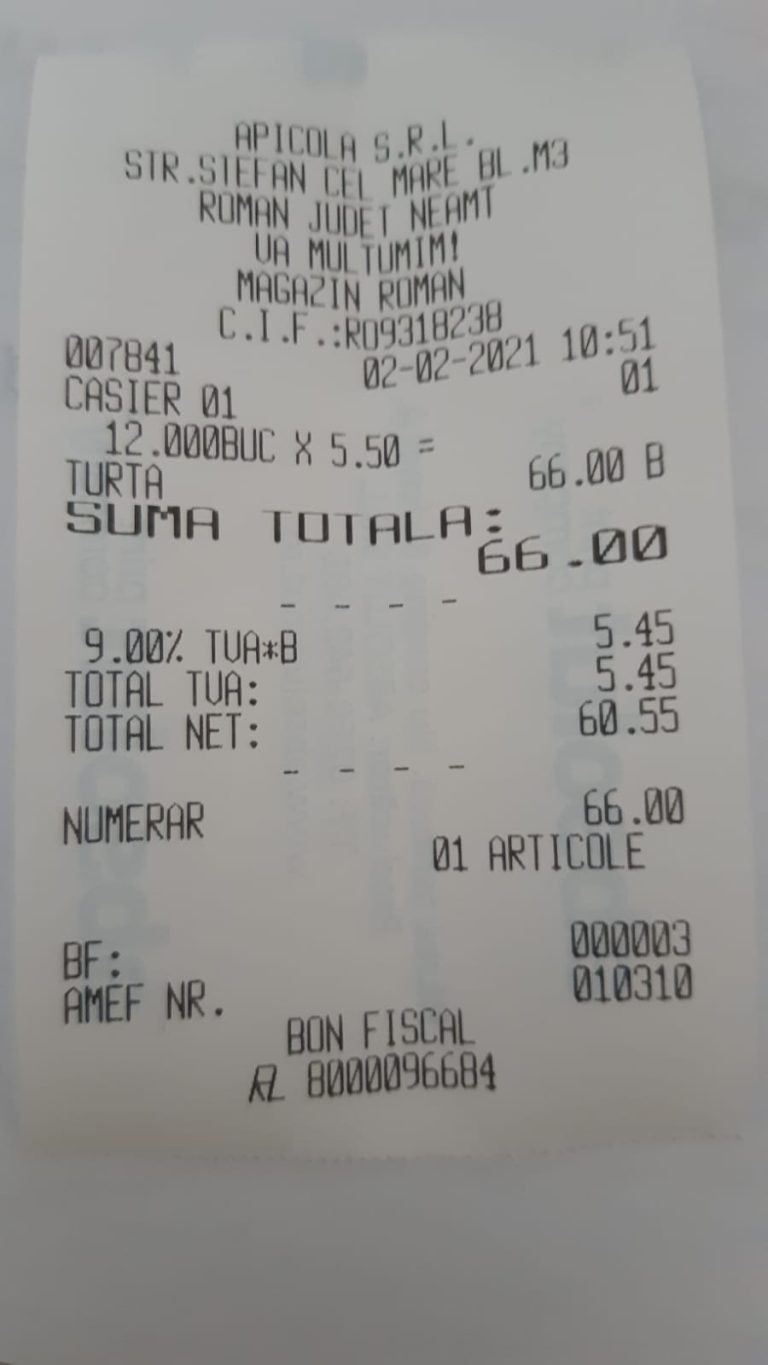 APICOLA S.R.L.
STR.STEFAN CEL MARE BL.M3
ROMAN JUDET NEAMT
VA MULTUMIM!
MAGAZIN ROMAN
C.I.F.:RO9318238
007841 02-02-2021 10:51
CASIER 01 01
12.000BUC X 5.50 =
TURTA 66.00 B
SUMA TOTALA:
66.00
- - - -
9.00% TVA*B 5.45
TOTAL TVA: 5.45
TOTAL NET: 60.55
- - - -
NUMERAR 66.00
01 ARTICOLE
BF: 000003
AMEF NR. 010310
BON FISCAL
8000096684